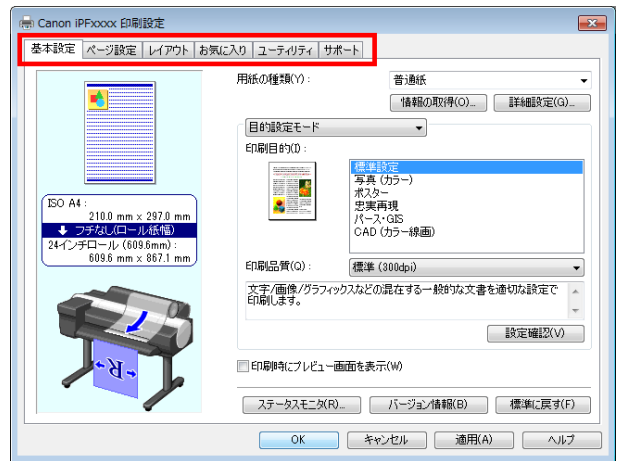 Canon iPFxxxx 印刷設定
基本設定 ページ設定 レイアウト お気に入り ユーティリティ サポート
用紙の種類(Y): 普通紙
情報の取得(O)... 詳細設定(G)...
目的設定モード
印刷目的(I):
標準設定
写真 (カラー)
ポスター
忠実再現
パース・GIS
CAD (カラー線画)
ISO A4 :
210.0 mm x 297.0 mm
フチなし(ロール紙幅)
24インチロール (609.6mm) :
609.6 mm x 867.1 mm
印刷品質(Q): 標準 (300dpi)
文字/画像/グラフィックスなどの混在する一般的な文書を適切な設定で
印刷します。
設定確認(V)
R
印刷時にプレビュー画面を表示(W)
ステータスモニタ(R)... バージョン情報(B) 標準に戻す(F)
OK キャンセル 適用(A) ヘルプ